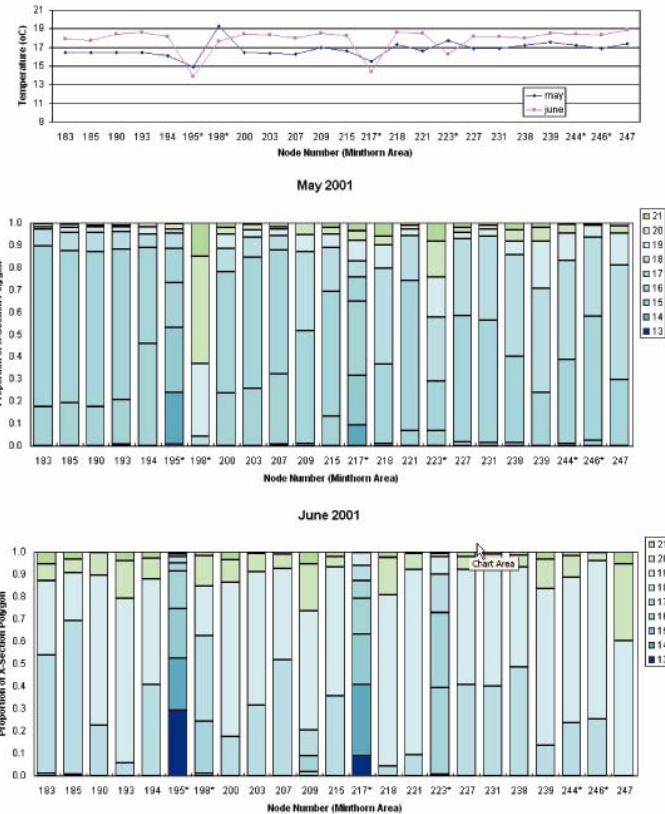 Temperature (oC)
21
19
17
15
13
11
9
183 185 190 193 194 195* 198* 200 203 207 209 215 217* 218 221 223* 227 231 238 239 244* 246* 247
may
june
Node Number (Minthorn Area)
May 2001
1.0
0.9
0.8
0.7
0.6
0.5
0.4
0.3
0.2
0.1
0.0
21
20
19
18
17
16
15
14
13
183 185 190 193 194 195* 198* 200 203 207 209 215 217* 218 221 223* 227 231 238 239 244* 246* 247
Node Number (Minthorn Area)
June 2001
Proportion of X-Section Polygon
1.0
0.9
0.8
0.7
0.6
0.5
0.4
0.3
0.2
0.1
0.0
Chart Area
183 185 190 193 194 195* 198* 200 203 207 209 215 217* 218 221 223* 227 231 238 239 244* 246* 247
Node Number (Minthorn Area)